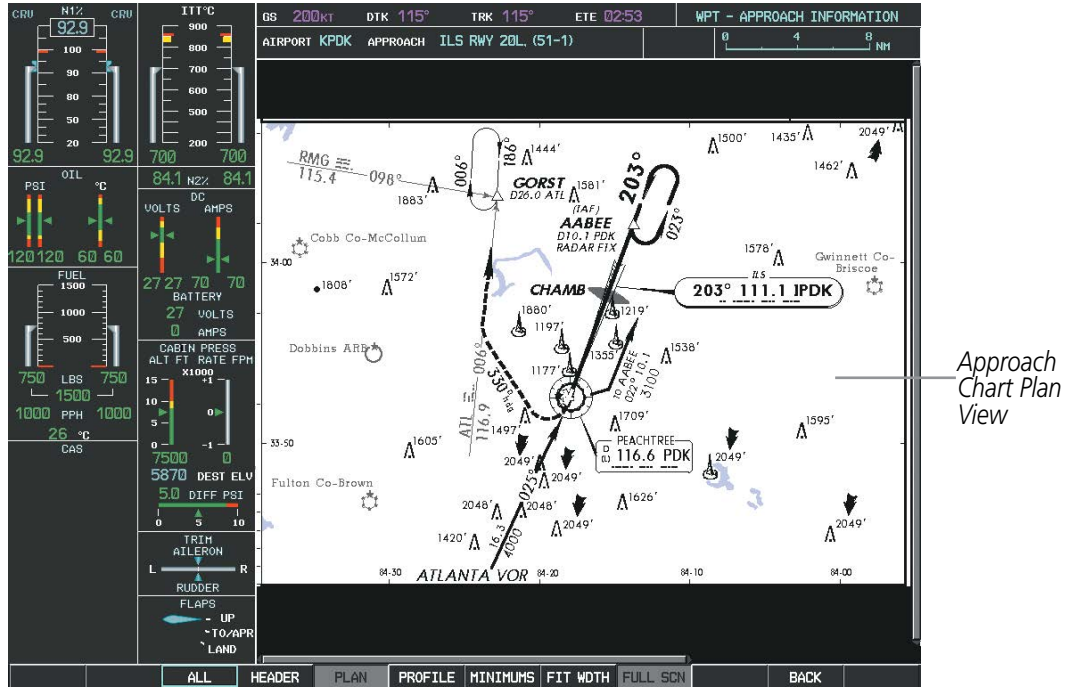 GS 200KT DTK 115° TRK 115° ETE 02:53 WPT - APPROACH INFORMATION
AIRPORT KPDK APPROACH ILS RWY 20L, (51-1)
0 4 8 NM
CRU N1% CRU
92.9
100
90
80
50
20
92.9 92.9
ITT°C
900
800
700
600
500
200
700 700
84.1 N2% 84.1
OIL
PSI °C
120 120 60 60
DC
VOLTS AMPS
27 27 70 70
BATTERY
27 VOLTS
0 AMPS
FUEL
1500
1000
500
750 LBS 750
1500
1000 PPH 1000
26 °C
CAS
CABIN PRESS
ALT FT RATE FPM
X1000
15 +1
10 0
5
0 -1
7500 0
5870 DEST ELV
5.0 DIFF PSI
0 5 10
TRIM
AILERON
L R
RUDDER
FLAPS
UP
TO/APR
LAND
RMG
115.4
098°
006°
186°
1444'
1883'
GORST
D26.0 ATL
1581'
(IAF)
AABEE
D10.1 PDK
RADAR FIX
203°
023°
1500'
1435'
2049'
1462'
Cobb Co-McCollum
34-00
1808'
1572'
CHAMB
1578'
Gwinnett Co-
Briscoe
ILS
203° 111.1 IPDK
1880'
1197'
1219'
1355'
1177'
1538'
Dobbins ARB
330° hdg
ATL
116.9
006°
TO AABEE
022° 10.1
3100
1709'
1595'
33-50
1605'
1497'
2049'
2049'
PEACHTREE
D
(L)
116.6 PDK
2049'
Fulton Co-Brown
025°
16.3
4000
2048'
2048'
1626'
2049'
2049'
1420'
ATLANTA VOR
84-30 84-20 84-10 84-00
Approach
Chart Plan
View
ALL HEADER PLAN PROFILE MINIMUMS FIT WDTH FULL SCN BACK